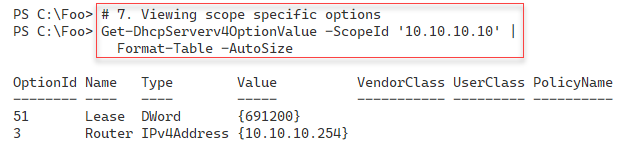 PS C:\Foo> # 7. Viewing scope specific options
PS C:\Foo> Get-DhcpServerv4OptionValue -ScopeId '10.10.10.10' |
Format-Table -AutoSize
OptionId Name   Type        Value          VendorClass UserClass PolicyName
-------- ----   ----        -----          ----------- --------- ----------
51       Lease  DWord       {691200}
3        Router IPv4Address {10.10.10.254}